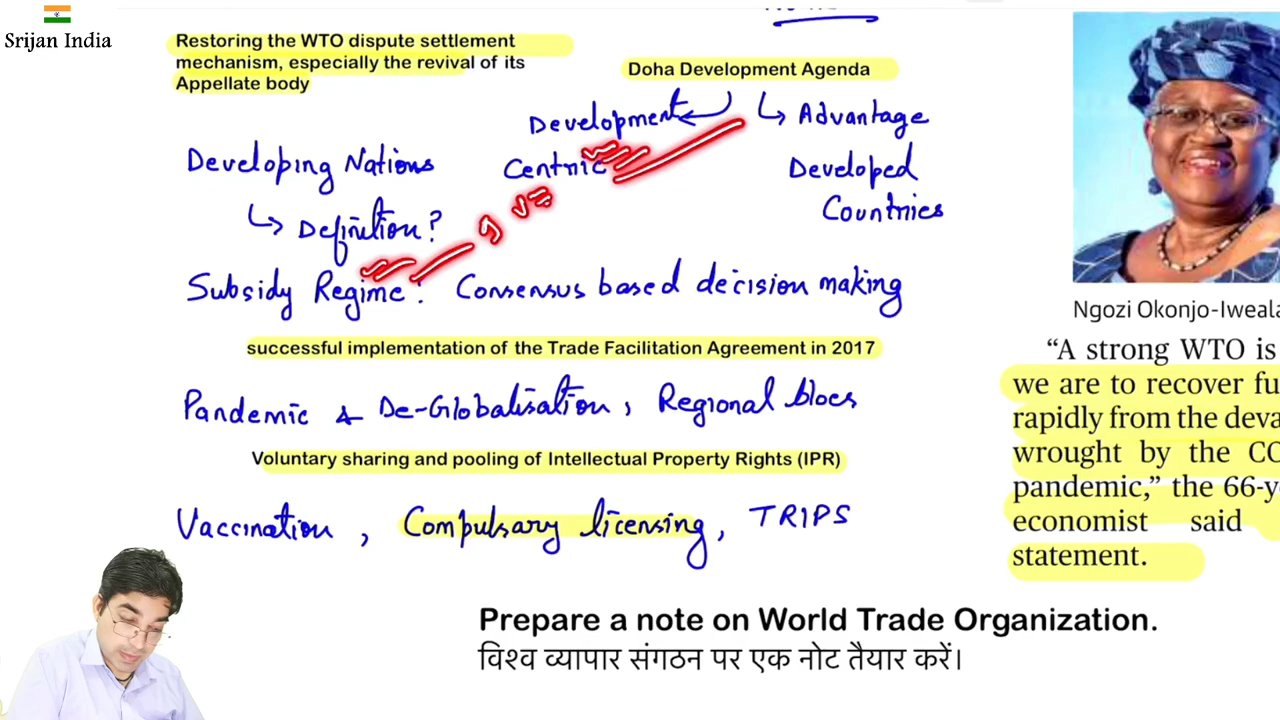 Srijan India
Restoring the WTO dispute settlement
mechanism, especially the revival of its
Appellate body
Doha Development Agenda
Development
Centric
Advantage
Developed
Countries
Developing Nations
Definition?
Subsidy Regime! Consensus based decision making
successful implementation of the Trade Facilitation Agreement in 2017
Pandemic & De-Globalisation, Regional blocs
Voluntary sharing and pooling of Intellectual Property Rights (IPR)
Vaccination, Compulsary licensing, TRIPS
Ngozi Okonjo-Iweala
“A strong WTO is
we are to recover fu
rapidly from the deva
wrought by the CO
pandemic,” the 66-y
economist said
statement.
Prepare a note on World Trade Organization.
विश्व व्यापार संगठन पर एक नोट तैयार करें।